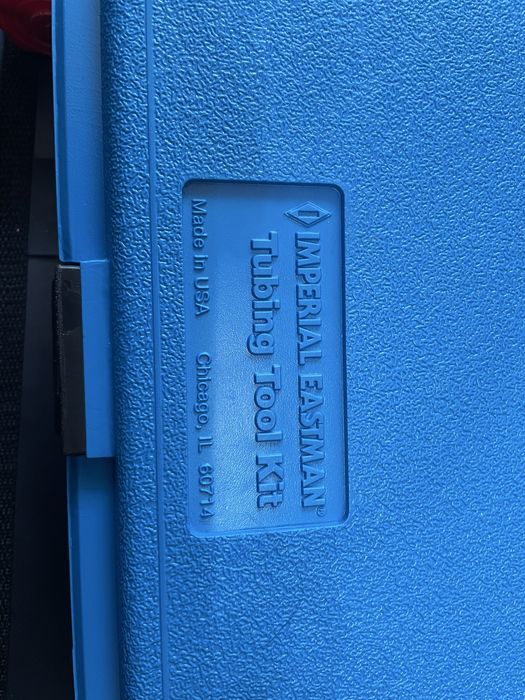 IMPERIAL EASTMAN®
Tubing Tool Kit
Made In USA Chicago, IL 60714